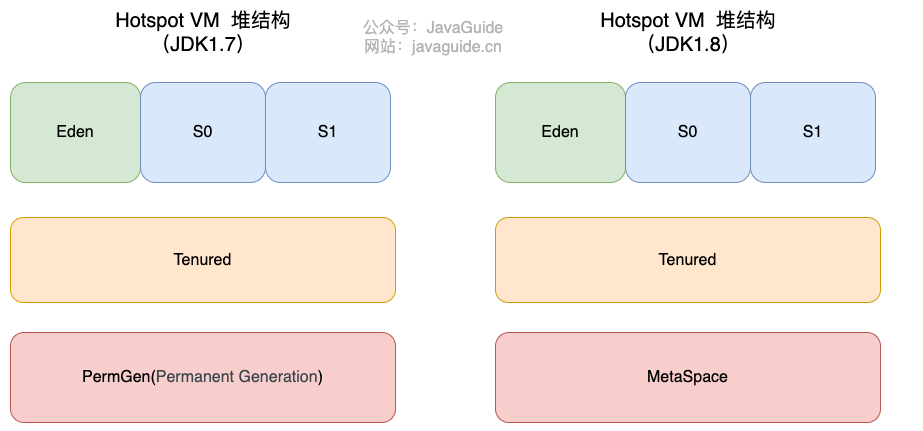 Hotspot VM 堆结构
（JDK1.7）
公众号：JavaGuide
网站：javaguide.cn
Hotspot VM 堆结构
（JDK1.8）
Eden
S0
S1
Eden
S0
S1
Tenured
Tenured
PermGen(Permanent Generation)
MetaSpace